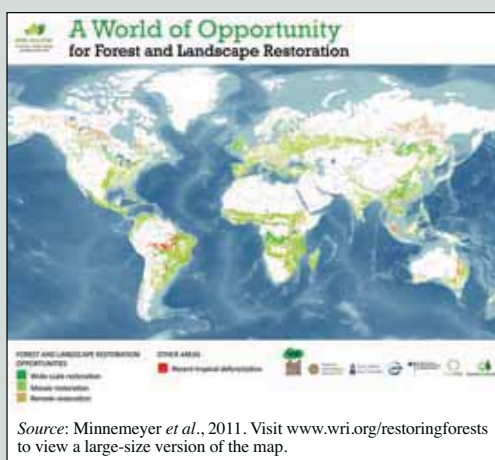 A World of Opportunity
for Forest and Landscape Restoration
FOREST AND LANDSCAPE RESTORATION
OPPORTUNITIES
Wide-scale restoration
Mosaic restoration
Remote restoration
OTHER AREAS
Recent tropical deforestation
Source: Minnemeyer et al., 2011. Visit www.wri.org/restoringforests
to view a large-size version of the map.